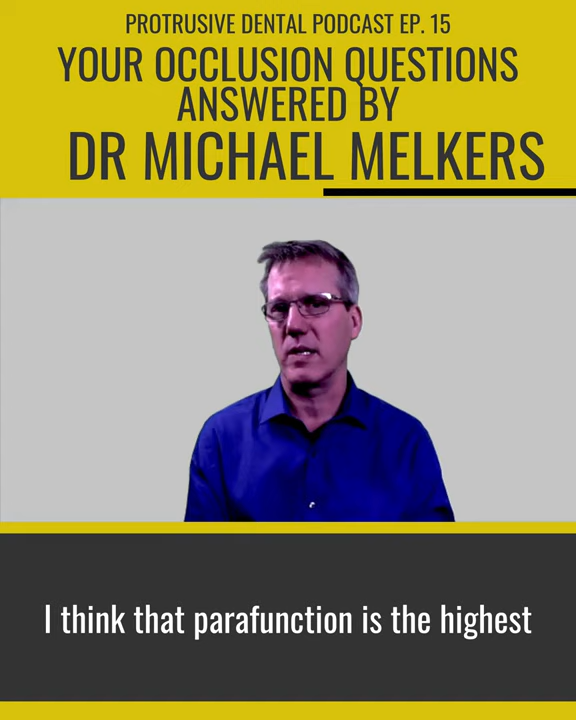 PROTRUSIVE DENTAL PODCAST EP. 15
YOUR OCCLUSION QUESTIONS
ANSWERED BY
DR MICHAEL MELKERS
I think that parafunction is the highest